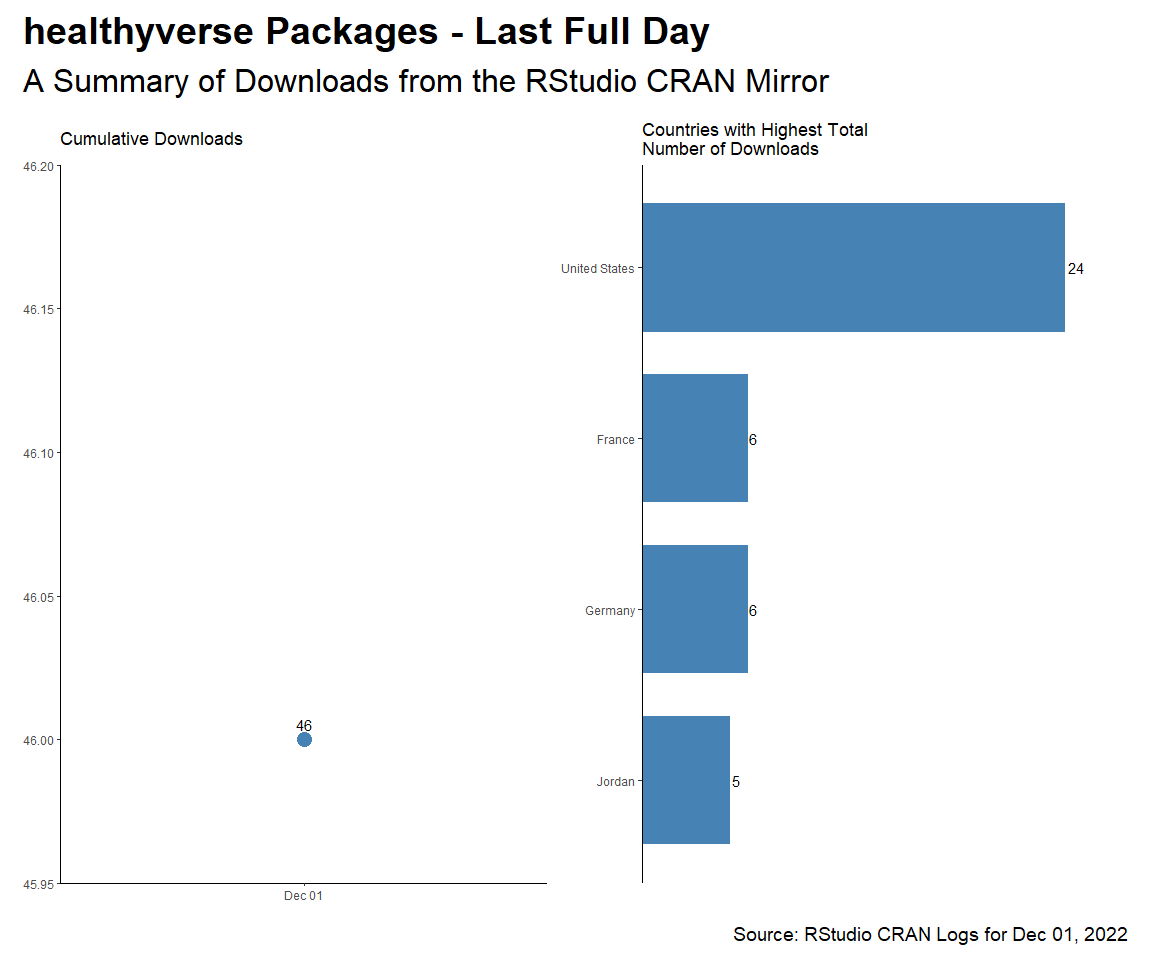 healthyverse Packages - Last Full Day
A Summary of Downloads from the RStudio CRAN Mirror
Cumulative Downloads
46.20
46.15
46.10
46.05
46.00
45.95
46
Dec 01
Countries with Highest Total
Number of Downloads
United States
24
France
6
Germany
6
Jordan
5
Source: RStudio CRAN Logs for Dec 01, 2022